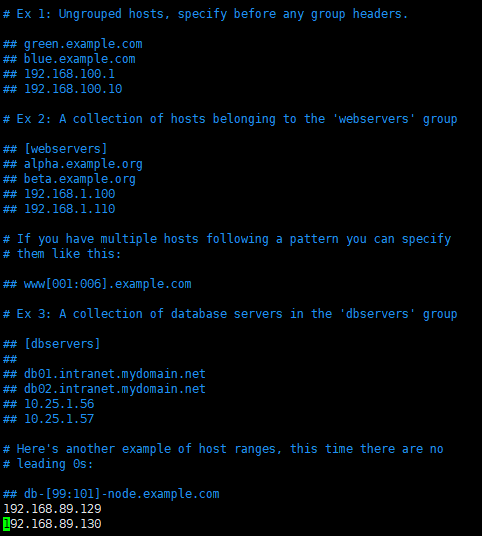 # Ex 1: Ungrouped hosts, specify before any group headers.
## green.example.com
## blue.example.com
## 192.168.100.1
## 192.168.100.10
# Ex 2: A collection of hosts belonging to the 'webservers' group
## [webservers]
## alpha.example.org
## beta.example.org
## 192.168.1.100
## 192.168.1.110
# If you have multiple hosts following a pattern you can specify
# them like this:
## www[001:006].example.com
# Ex 3: A collection of database servers in the 'dbservers' group
## [dbservers]
##
## db01.intranet.mydomain.net
## db02.intranet.mydomain.net
## 10.25.1.56
## 10.25.1.57
# Here's another example of host ranges, this time there are no
# leading 0s:
## db-[99:101]-node.example.com
192.168.89.129
192.168.89.130